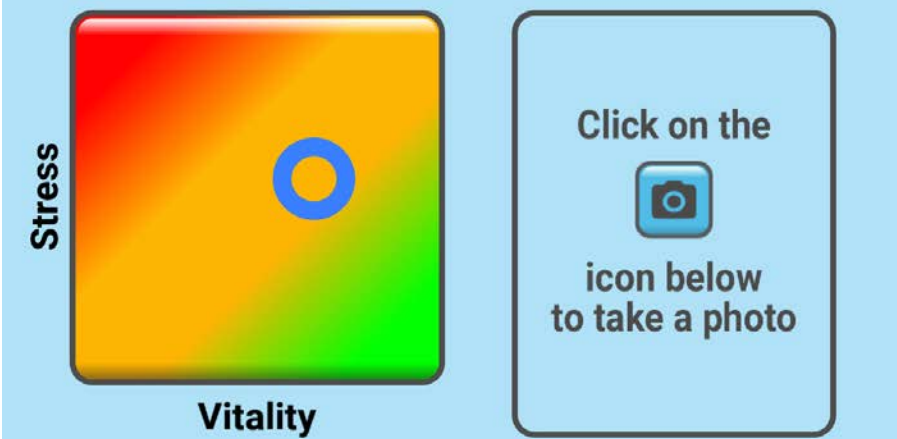 Stress
Vitality
Click on the
icon below
to take a photo